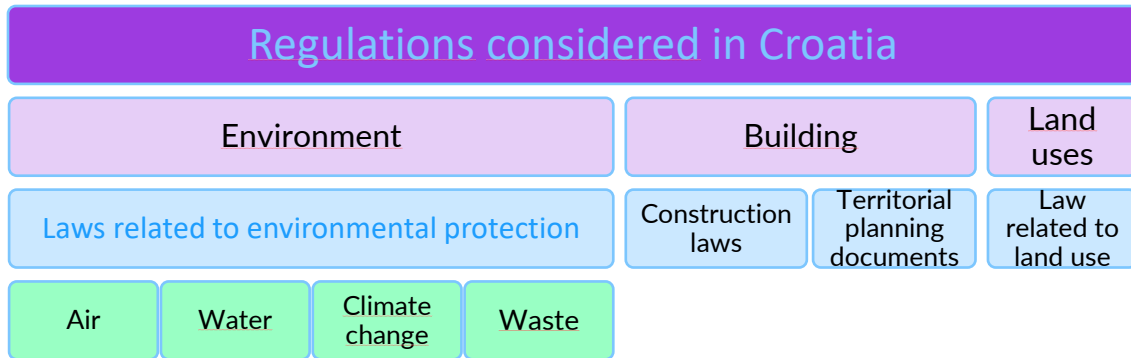 Regulations considered in Croatia
Environment
Building
Land
uses
Laws related to environmental protection
Construction
laws
Territorial
planning
documents
Law
related to
land use
Air
Water
Climate
change
Waste